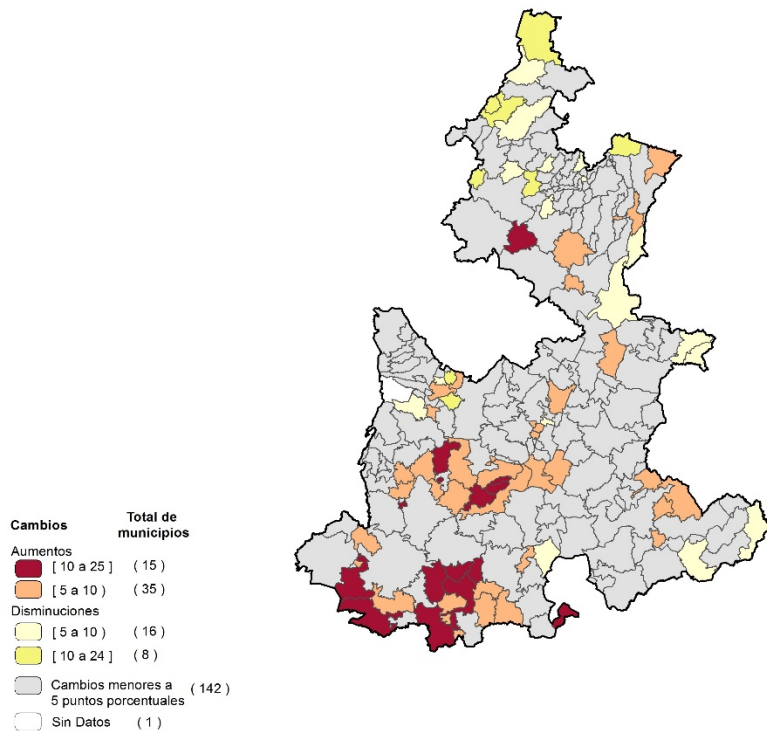 Cambios Total de municipios
Aumentos
[ 10 a 25 ] ( 15 )
[ 5 a 10 ) ( 35 )
Disminuciones
[ 5 a 10 ) ( 16 )
[ 10 a 24 ] ( 8 )
Cambios menores a 5 puntos porcentuales ( 142 )
Sin Datos ( 1 )